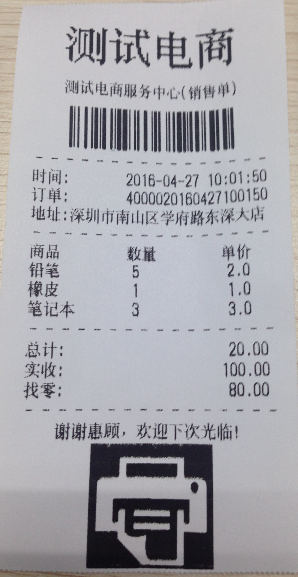 测试电商
测试电商服务中心(销售单)
时间: 2016-04-27 10:01:50
订单: 4000020160427100150
地址:深圳市南山区学府路东深大店
商品 数量 单价
铅笔 5 2.0
橡皮 1 1.0
笔记本 3 3.0
总计: 20.00
实收: 100.00
找零: 80.00
谢谢惠顾,欢迎下次光临!